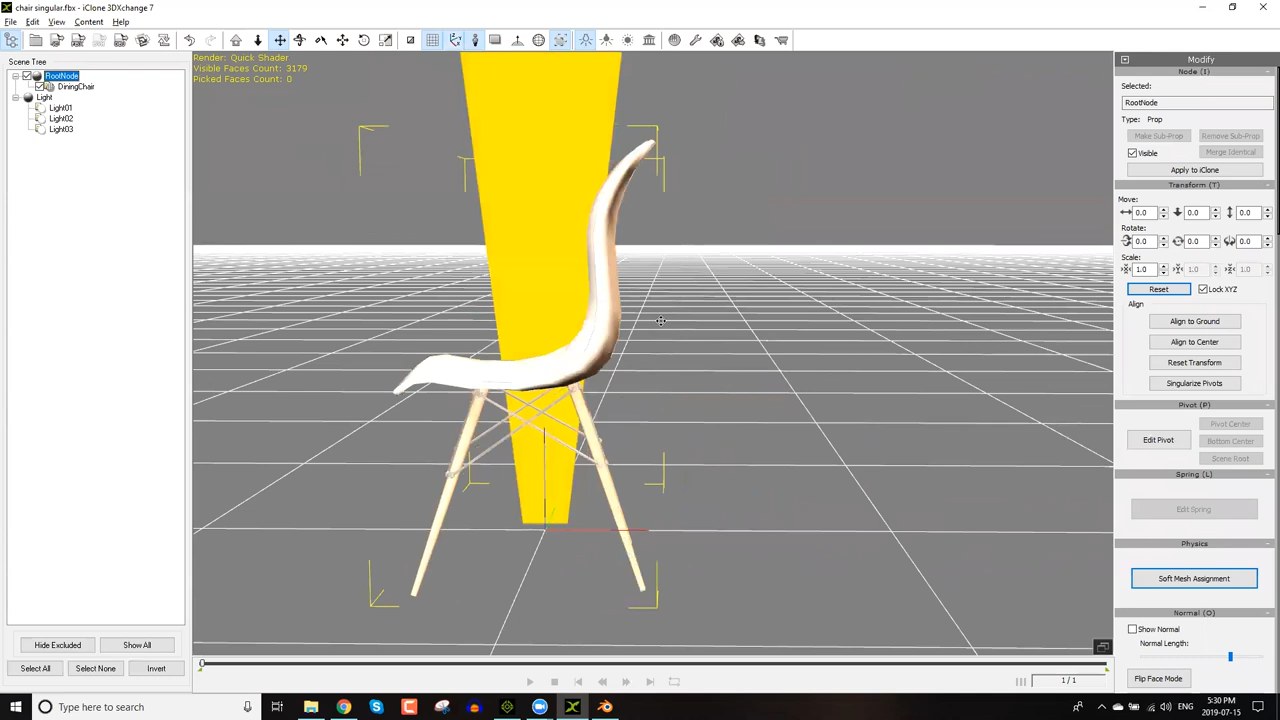 chair singular.fbx - iClone 3DXchange 7
File Edit View Content Help
Scene Tree
RootNode
DiningChair
Light
Light01
Light02
Light03
Hide Excluded Show All
Select All Select None Invert
Render: Quick Shader
Visible Faces Count: 3179
Picked Faces Count: 0
1 / 1
Modify
Node (I)
Selected:
RootNode
Type: Prop
Make Sub-Prop Remove Sub-Prop
Visible Merge Identical
Apply to iClone
Transform (T)
Move:
0.0 0.0 0.0
Rotate:
0.0 0.0 0.0
Scale:
1.0 1.0 1.0
Reset Lock XYZ
Align
Align to Ground
Align to Center
Reset Transform
Singularize Pivots
Pivot (P)
Edit Pivot
Pivot Center
Bottom Center
Scene Root
Spring (L)
Edit Spring
Physics
Soft Mesh Assignment
Normal (O)
Show Normal
Normal Length:
Flip Face Mode
Type here to search
5:30 PM
2019-07-15